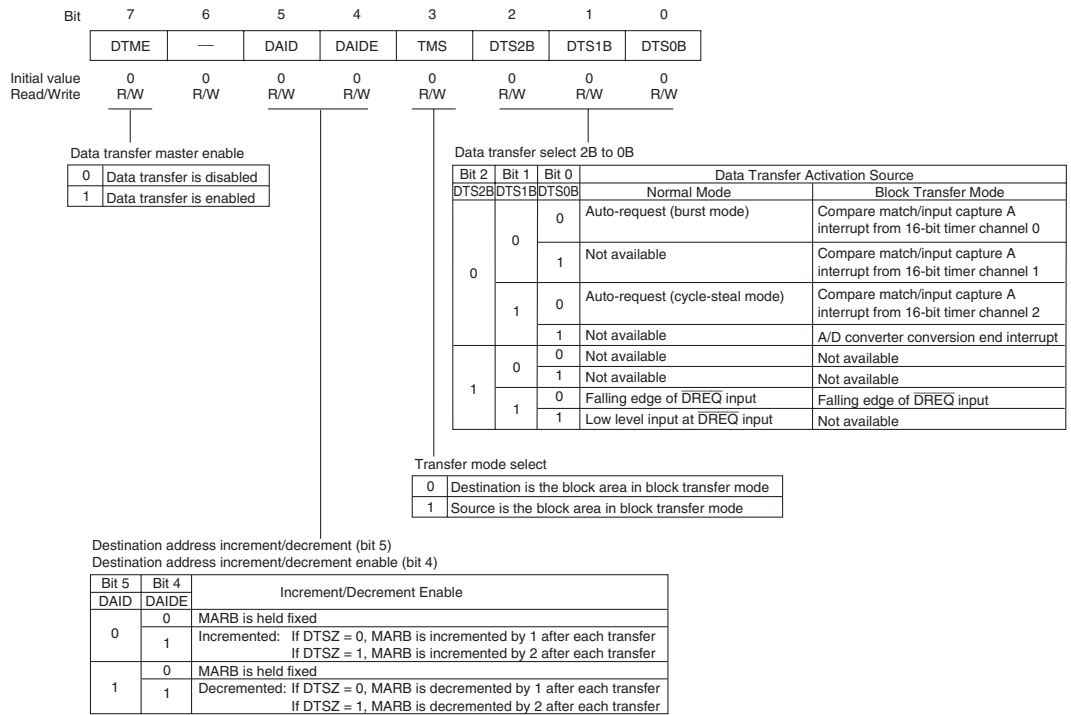 Bit 7 6 5 4 3 2 1 0
DTME — DAID DAIDE TMS DTS2B DTS1B DTS0B
Initial value 0 0 0 0 0 0 0 0
Read/Write R/W R/W R/W R/W R/W R/W R/W R/W
Data transfer master enable
0 Data transfer is disabled
1 Data transfer is enabled
Data transfer select 2B to 0B
Bit 2 Bit 1 Bit 0 Data Transfer Activation Source
DTS2B DTS1B DTS0B Normal Mode Block Transfer Mode
0 0 0 Auto-request (burst mode) Compare match/input capture A
interrupt from 16-bit timer channel 0
1 Not available Compare match/input capture A
interrupt from 16-bit timer channel 1
1 0 Auto-request (cycle-steal mode) Compare match/input capture A
interrupt from 16-bit timer channel 2
1 Not available A/D converter conversion end interrupt
1 0 0 Not available Not available
1 Not available Not available
1 0 Falling edge of DREQ input Falling edge of DREQ input
1 Low level input at DREQ input Not available
Transfer mode select
0 Destination is the block area in block transfer mode
1 Source is the block area in block transfer mode
Destination address increment/decrement (bit 5)
Destination address increment/decrement enable (bit 4)
Bit 5 Bit 4 Increment/Decrement Enable
DAID DAIDE
0 0 MARB is held fixed
1 Incremented: If DTSZ = 0, MARB is incremented by 1 after each transfer
If DTSZ = 1, MARB is incremented by 2 after each transfer
1 0 MARB is held fixed
1 Decremented: If DTSZ = 0, MARB is decremented by 1 after each transfer
If DTSZ = 1, MARB is decremented by 2 after each transfer